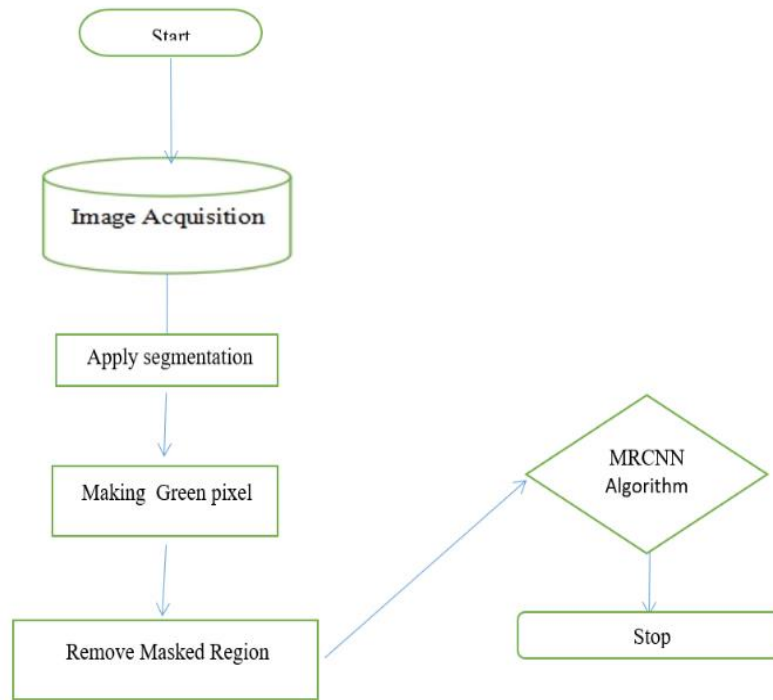 Start
Image Acquisition
Apply segmentation
Making Green pixel
Remove Masked Region
MRCNN
Algorithm
Stop